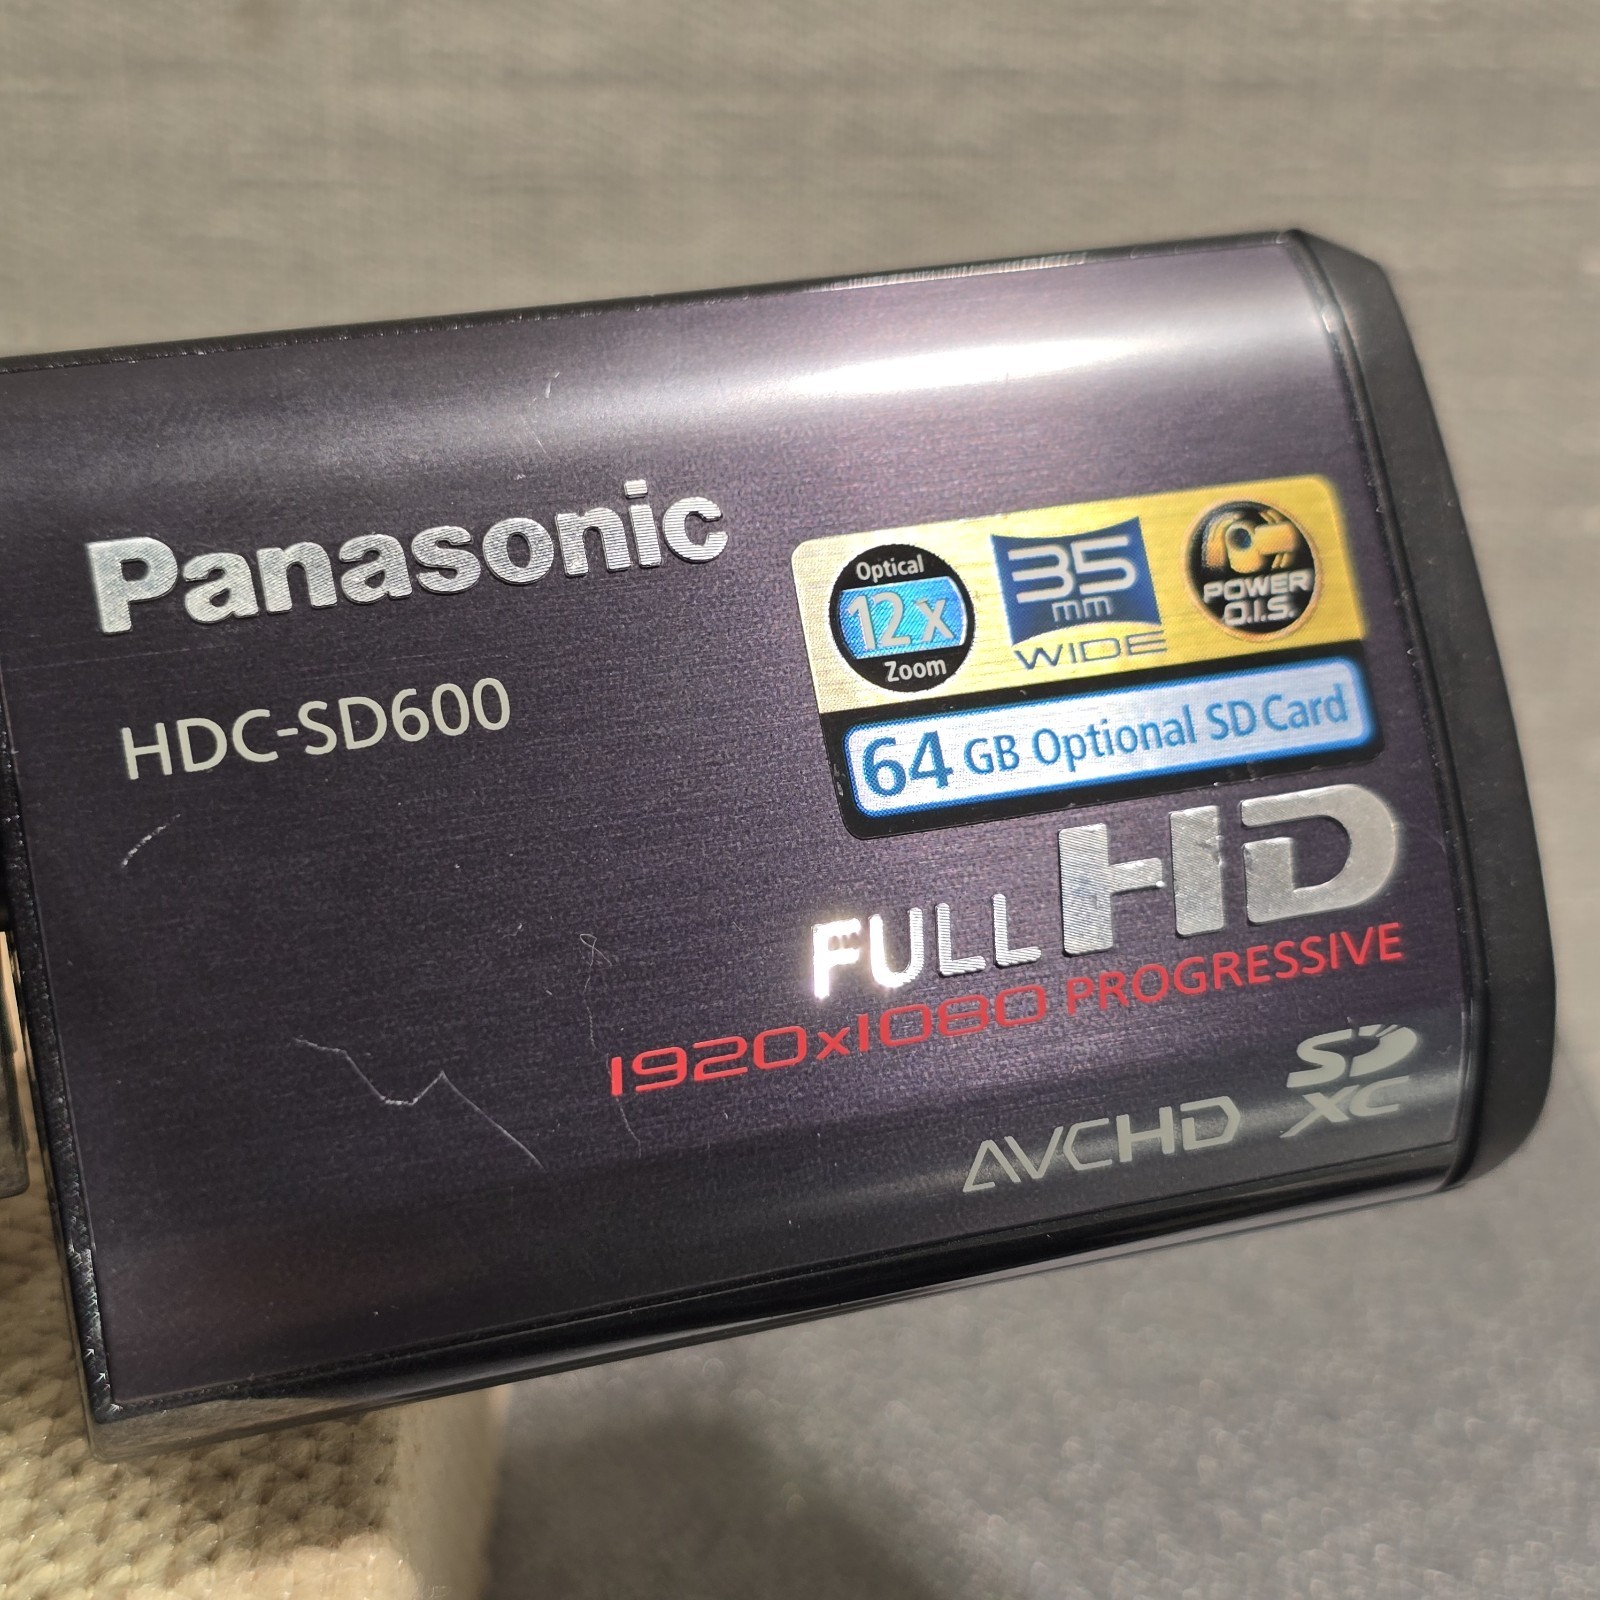 Panasonic
HDC-SD600
Optical
12x
Zoom
35
mm
WIDE
POWER
O.I.S.
64 GB Optional SD Card
FULL HD
1920x1080 PROGRESSIVE
AVCHD
SD
XC